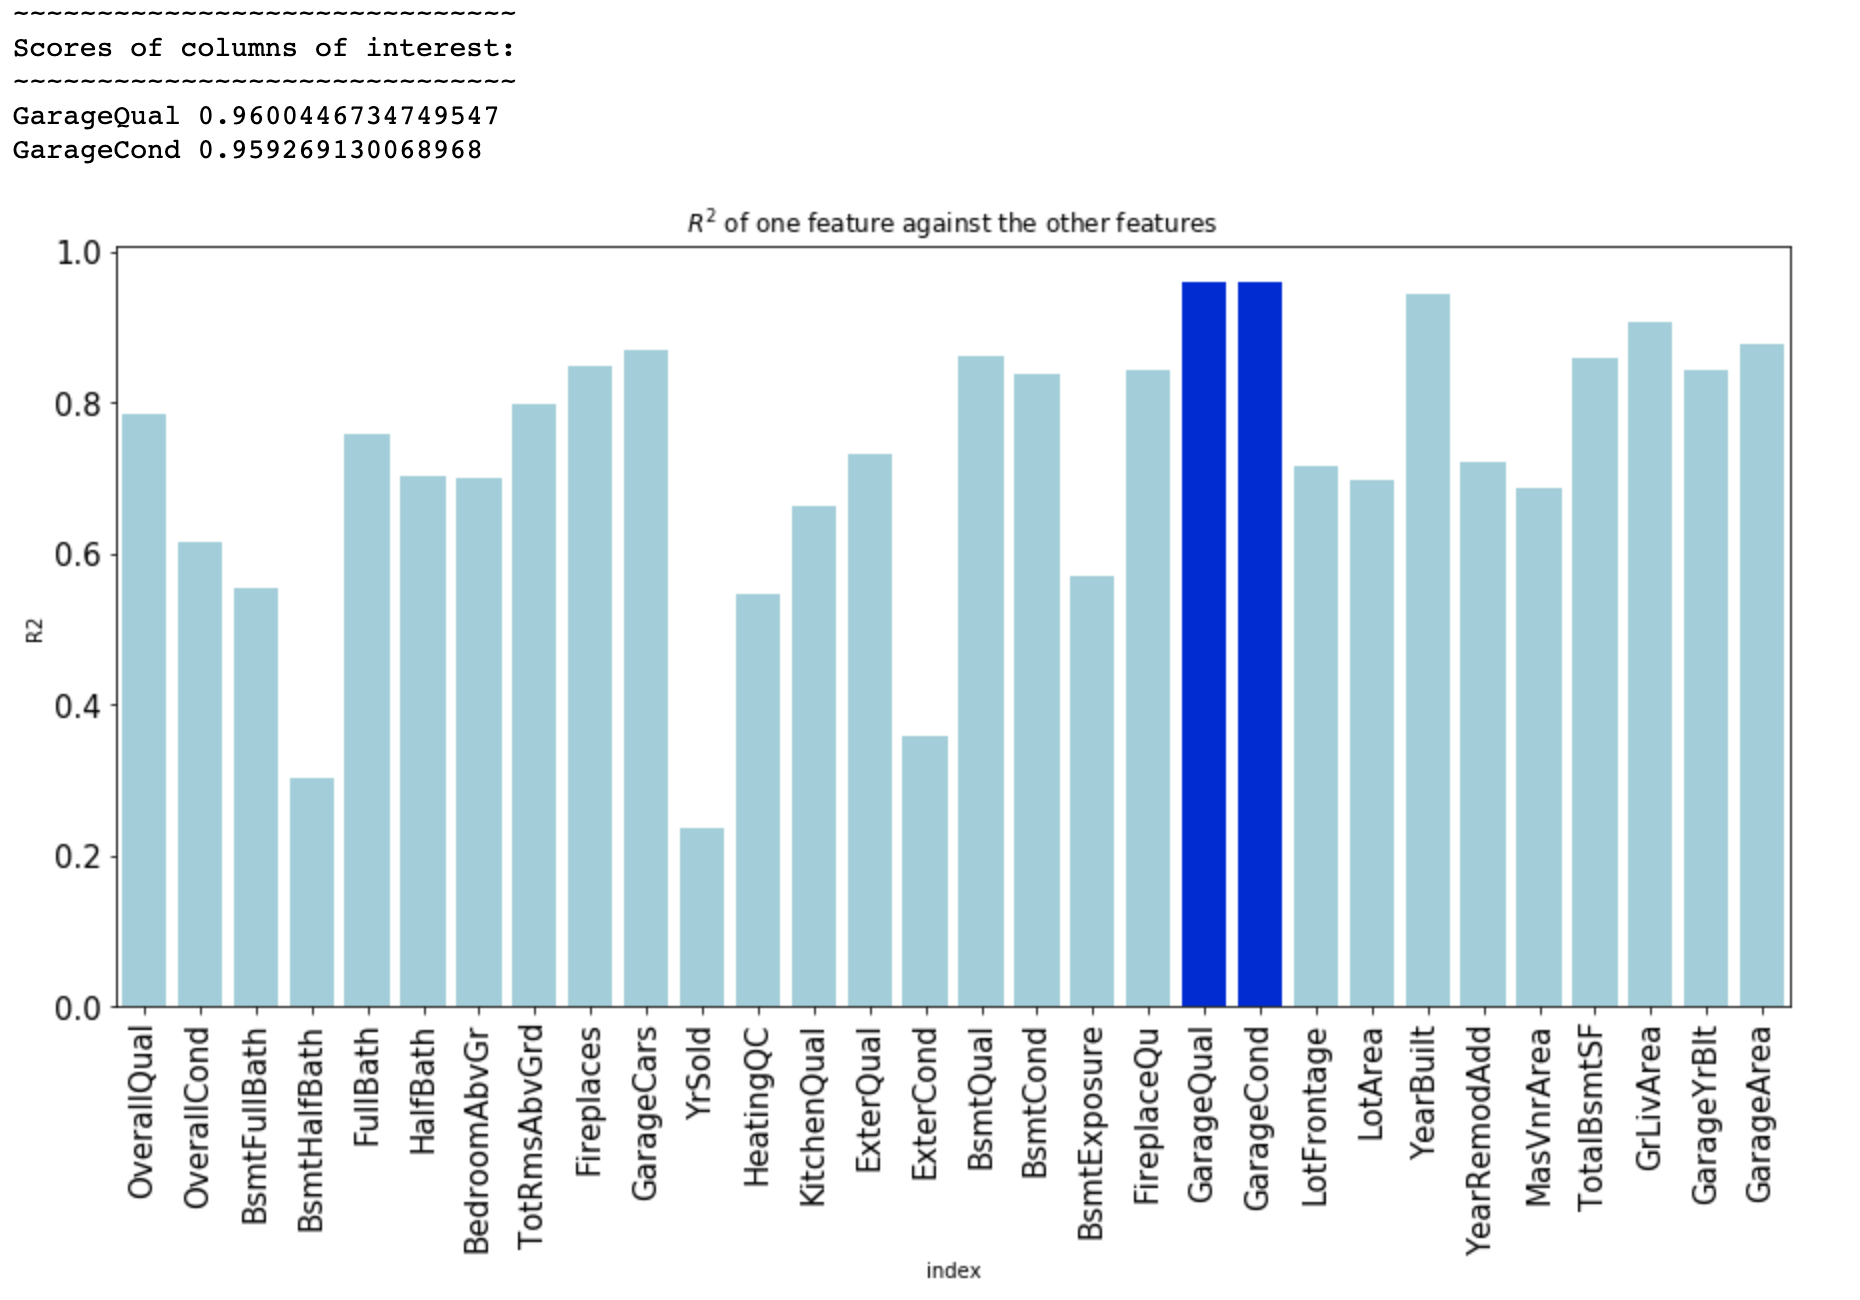 ~~~~~~~~~~~~~~~~~~~~~~~~~~~~~~
Scores of columns of interest:
~~~~~~~~~~~~~~~~~~~~~~~~~~~~~~
GarageQual 0.9600446734749547
GarageCond 0.959269130068968
R² of one feature against the other features
1.0
0.8
0.6
0.4
0.2
0.0
R2
OverallQual
OverallCond
BsmtFullBath
BsmtHalfBath
FullBath
HalfBath
BedroomAbvGr
TotRmsAbvGrd
Fireplaces
GarageCars
YrSold
HeatingQC
KitchenQual
ExterQual
ExterCond
BsmtQual
BsmtCond
BsmtExposure
FireplaceQu
GarageQual
GarageCond
LotFrontage
LotArea
YearBuilt
YearRemodAdd
MasVnrArea
TotalBsmtSF
GrLivArea
GarageYrBlt
GarageArea
index